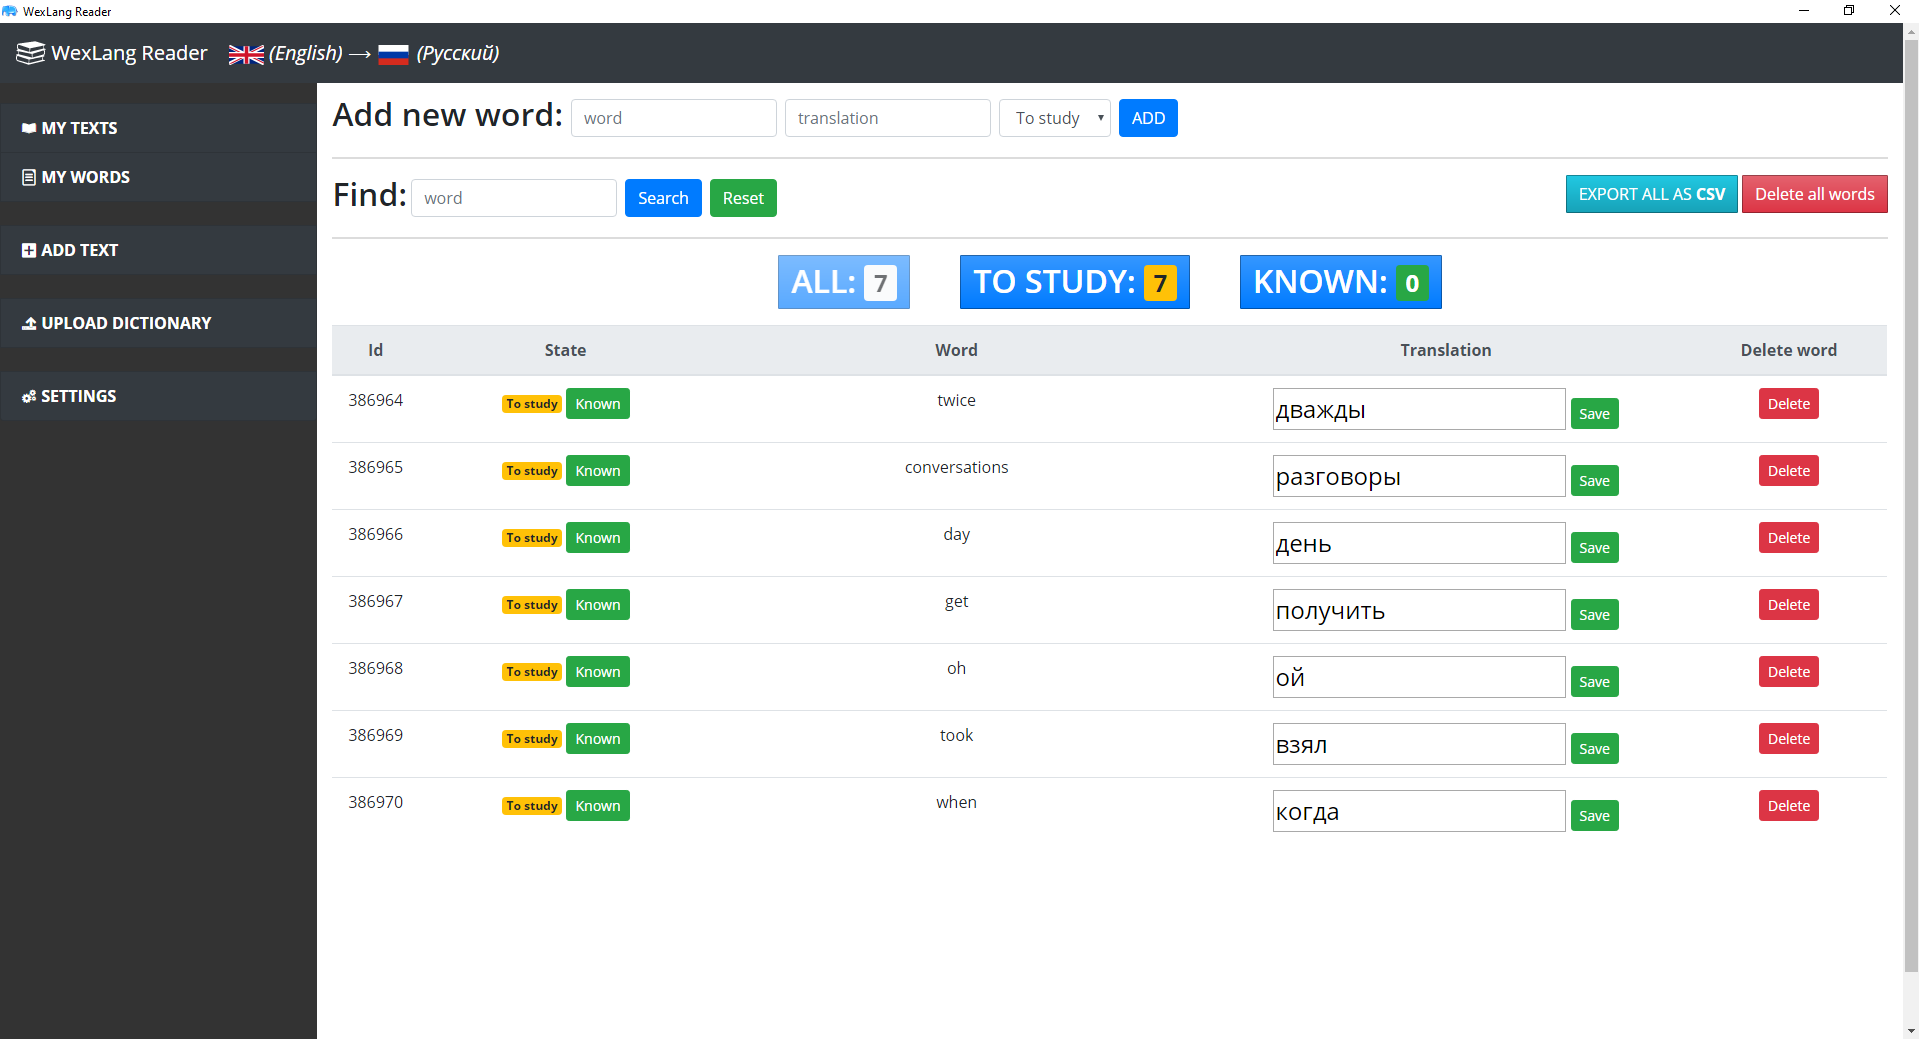 WexLang Reader
WexLang Reader (English) → (Русский)
MY TEXTS
MY WORDS
ADD TEXT
UPLOAD DICTIONARY
SETTINGS
Add new word: word translation To study ADD
Find: word Search Reset EXPORT ALL AS CSV Delete all words
ALL: 7 TO STUDY: 7 KNOWN: 0
Id State Word Translation Delete word
386964 To study Known twice дважды Save Delete
386965 To study Known conversations разговоры Save Delete
386966 To study Known day день Save Delete
386967 To study Known get получить Save Delete
386968 To study Known oh ой Save Delete
386969 To study Known took взял Save Delete
386970 To study Known when когда Save Delete